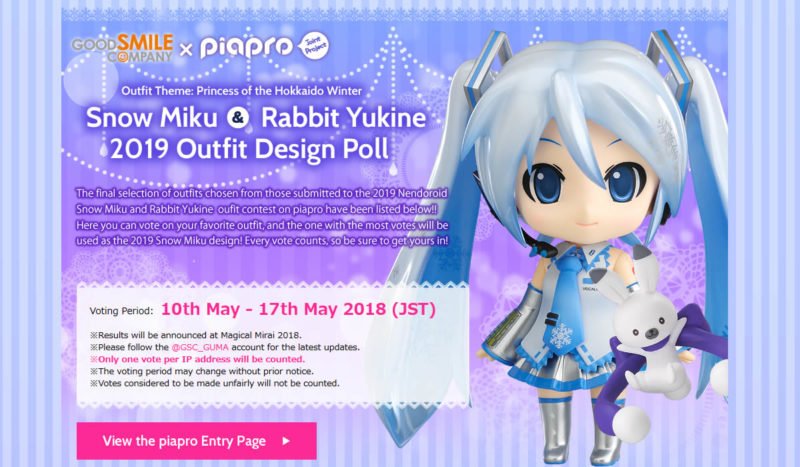 GOODSMILE COMPANY × piapro Joint Project
Outfit Theme: Princess of the Hokkaido Winter
Snow Miku & Rabbit Yukine
2019 Outfit Design Poll
The final selection of outfits chosen from those submitted to the 2019 Nendoroid
Snow Miku and Rabbit Yukine oufit contest on piapro have been listed below!!
Here you can vote on your favorite outfit, and the one with the most votes will
be used as the 2019 Snow Miku design! Every vote counts, so be sure to get yours in!
Voting Period: 10th May - 17th May 2018 (JST)
※Results will be announced at Magical Mirai 2018.
※Please follow the @GSC_GUMA account for the latest updates.
※Only one vote per IP address will be counted.
※The voting period may change without prior notice.
※Votes considered to be made unfairly will not be counted.
View the piapro Entry Page